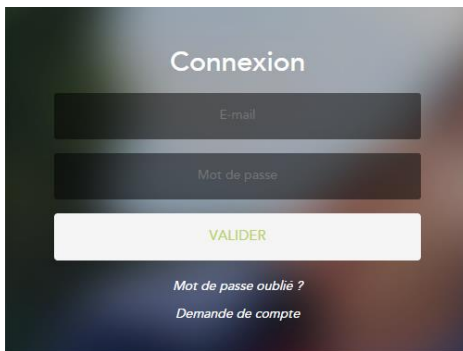 Connexion
E-mail
Mot de passe
VALIDER
Mot de passe oublié ?
Demande de compte